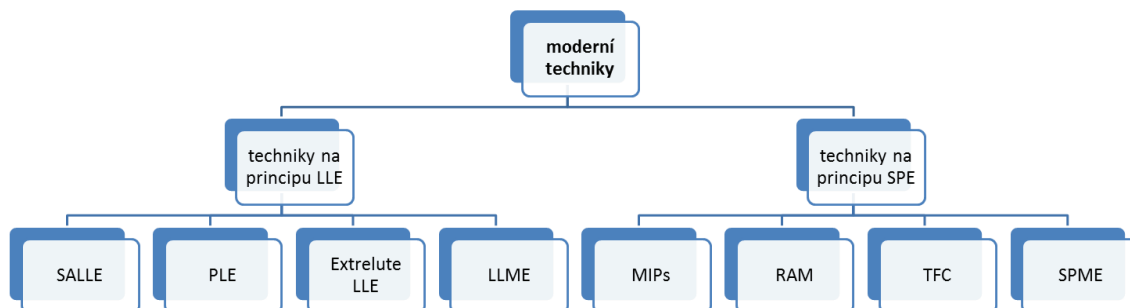 moderní
techniky
techniky na
principu LLE
techniky na
principu SPE
SALLE
PLE
Extrelute
LLE
LLME
MIPs
RAM
TFC
SPME